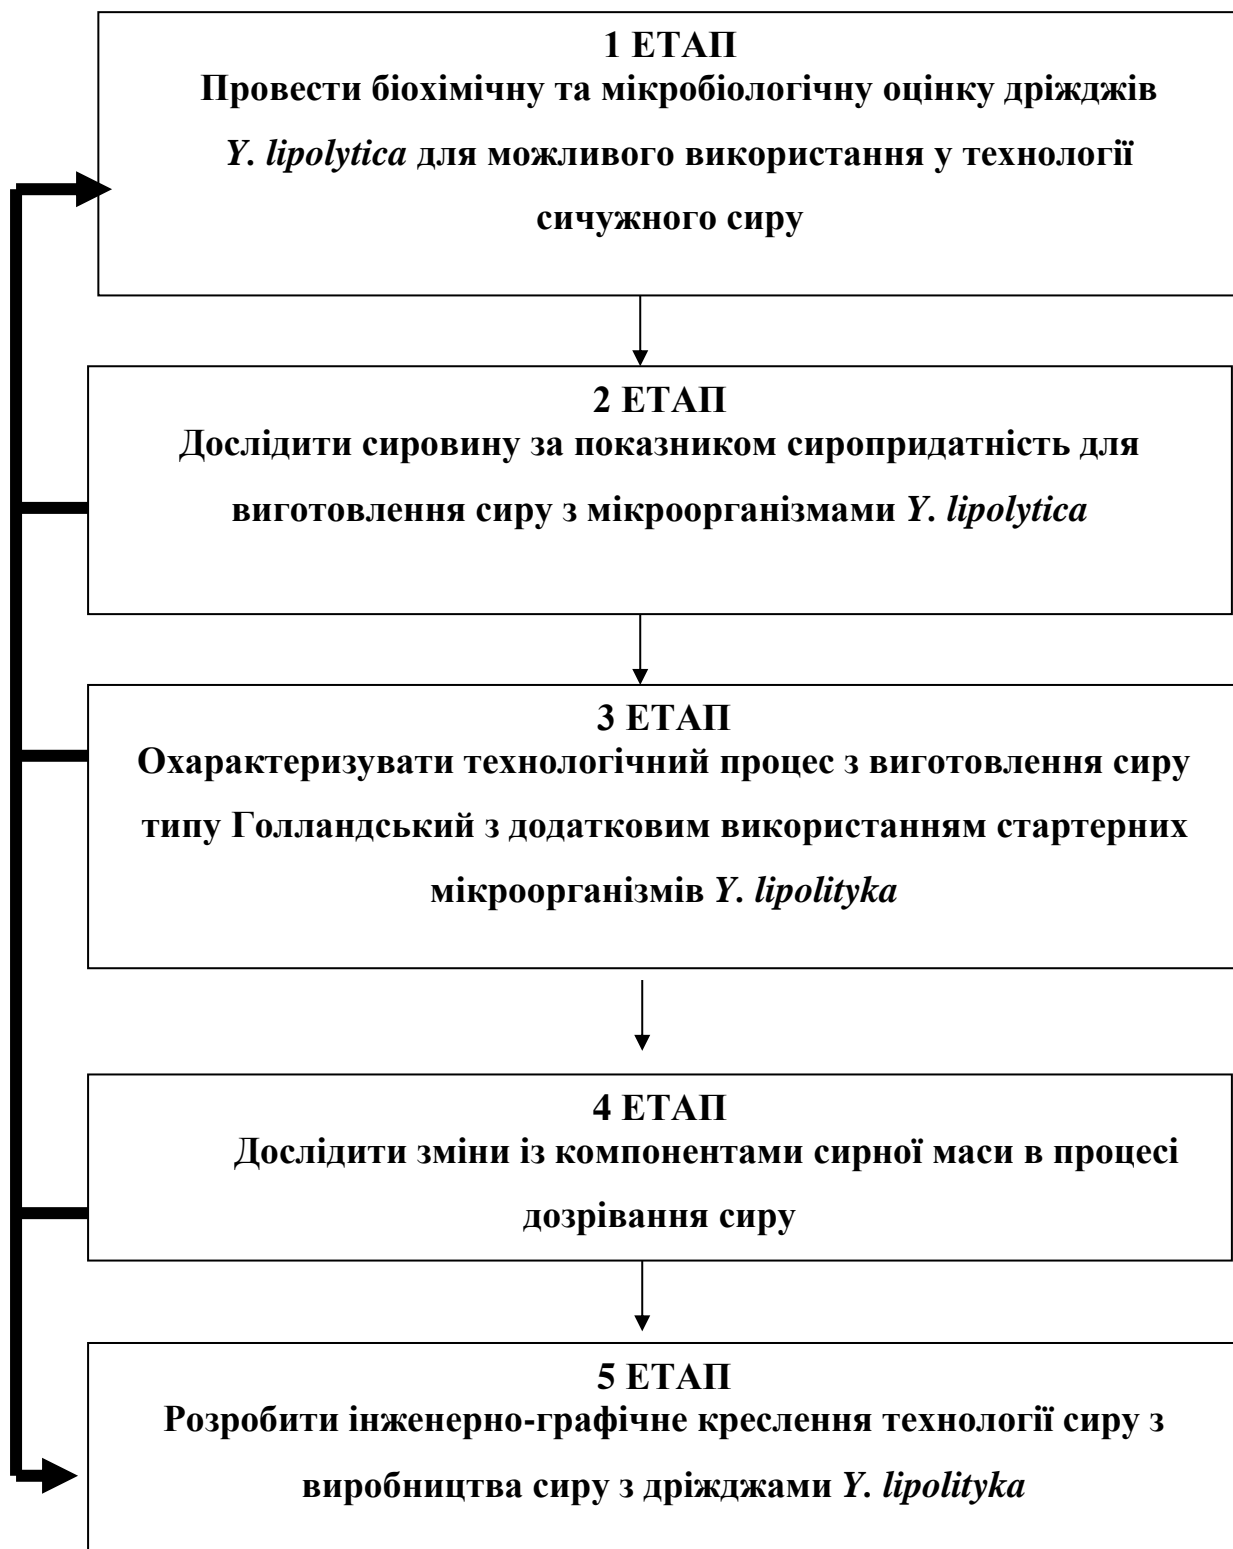 1 ЕТАП
Провести біохімічну та мікробіологічну оцінку дріжджів
Y. lipolytica для можливого використання у технології
сичужного сиру
2 ЕТАП
Дослідити сировину за показником сиропридатність для
виготовлення сиру з мікроорганізмами Y. lipolytica
3 ЕТАП
Охарактеризувати технологічний процес з виготовлення сиру
типу Голландський з додатковим використанням стартерних
мікроорганізмів Y. lipolityka
4 ЕТАП
Дослідити зміни із компонентами сирної маси в процесі
дозрівання сиру
5 ЕТАП
Розробити інженерно-графічне креслення технології сиру з
виробництва сиру з дріжджами Y. lipolityka